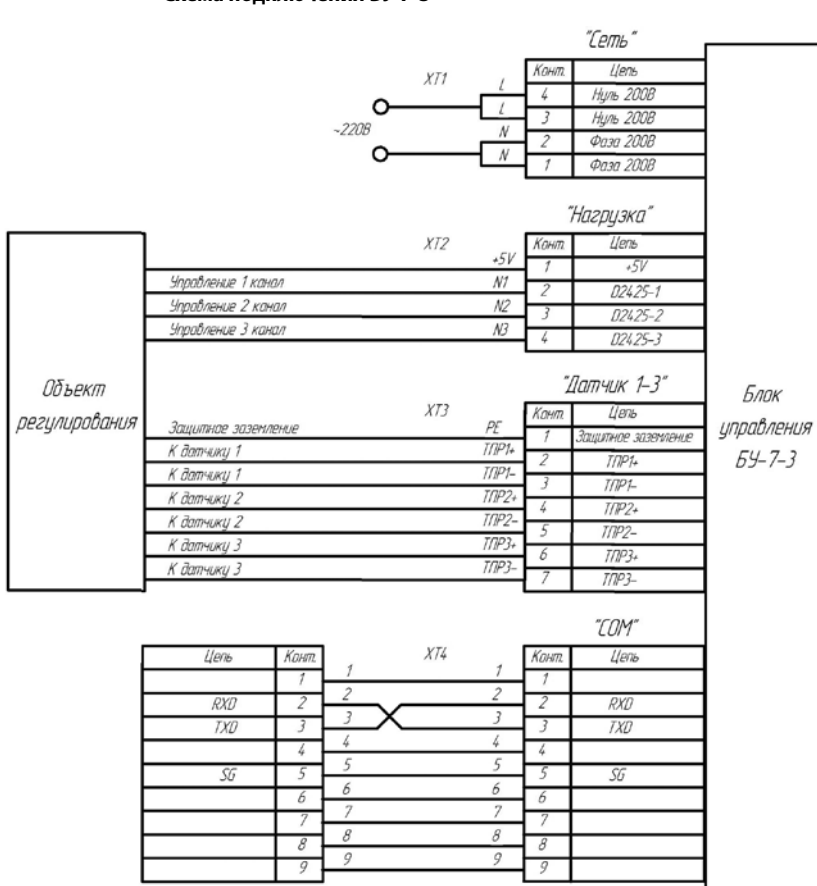 "Сеть"
XT1
Конт. Цепь
L 4 Нуль 200В
L 3 Нуль 200В
~220В
N 2 Фаза 200В
N 1 Фаза 200В
"Нагрузка"
XT2
Конт. Цепь
+5V 1 +5V
Управление 1 канал N1 2 D2425-1
Управление 2 канал N2 3 D2425-2
Управление 3 канал N3 4 D2425-3
Объект
регулирования
"Датчик 1-3"
XT3
Конт. Цепь
Защитное заземление PE 1 Защитное заземление
К датчику 1 ТПР1+ 2 ТПР1+
К датчику 1 ТПР1- 3 ТПР1-
К датчику 2 ТПР2+ 4 ТПР2+
К датчику 2 ТПР2- 5 ТПР2-
К датчику 3 ТПР3+ 6 ТПР3+
К датчику 3 ТПР3- 7 ТПР3-
Блок
управления
БУ-7-3
"COM"
Цепь Конт. XT4 Конт. Цепь
1 1 1 1
RXD 2 2 2 2 RXD
TXD 3 3 3 3 TXD
4 4 4 4
SG 5 5 5 5 SG
6 6 6 6
7 7 7 7
8 8 8 8
9 9 9 9